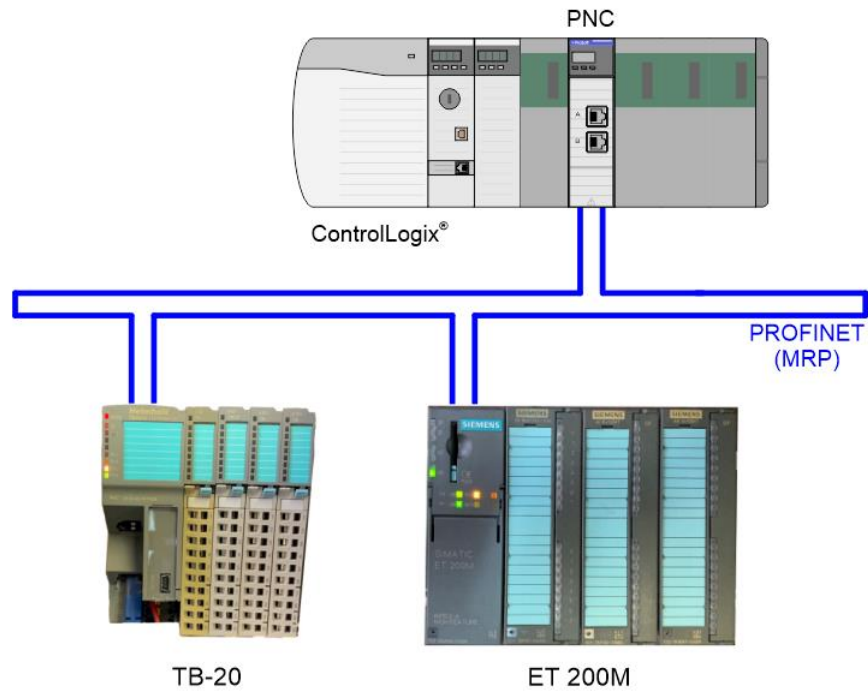 PNC
A
B
ControlLogix®
PROFINET
(MRP)
SIEMENS
SIEMENS
SIEMENS
SIEMENS
SIMATIC
ET 200M
TB-20
ET 200M